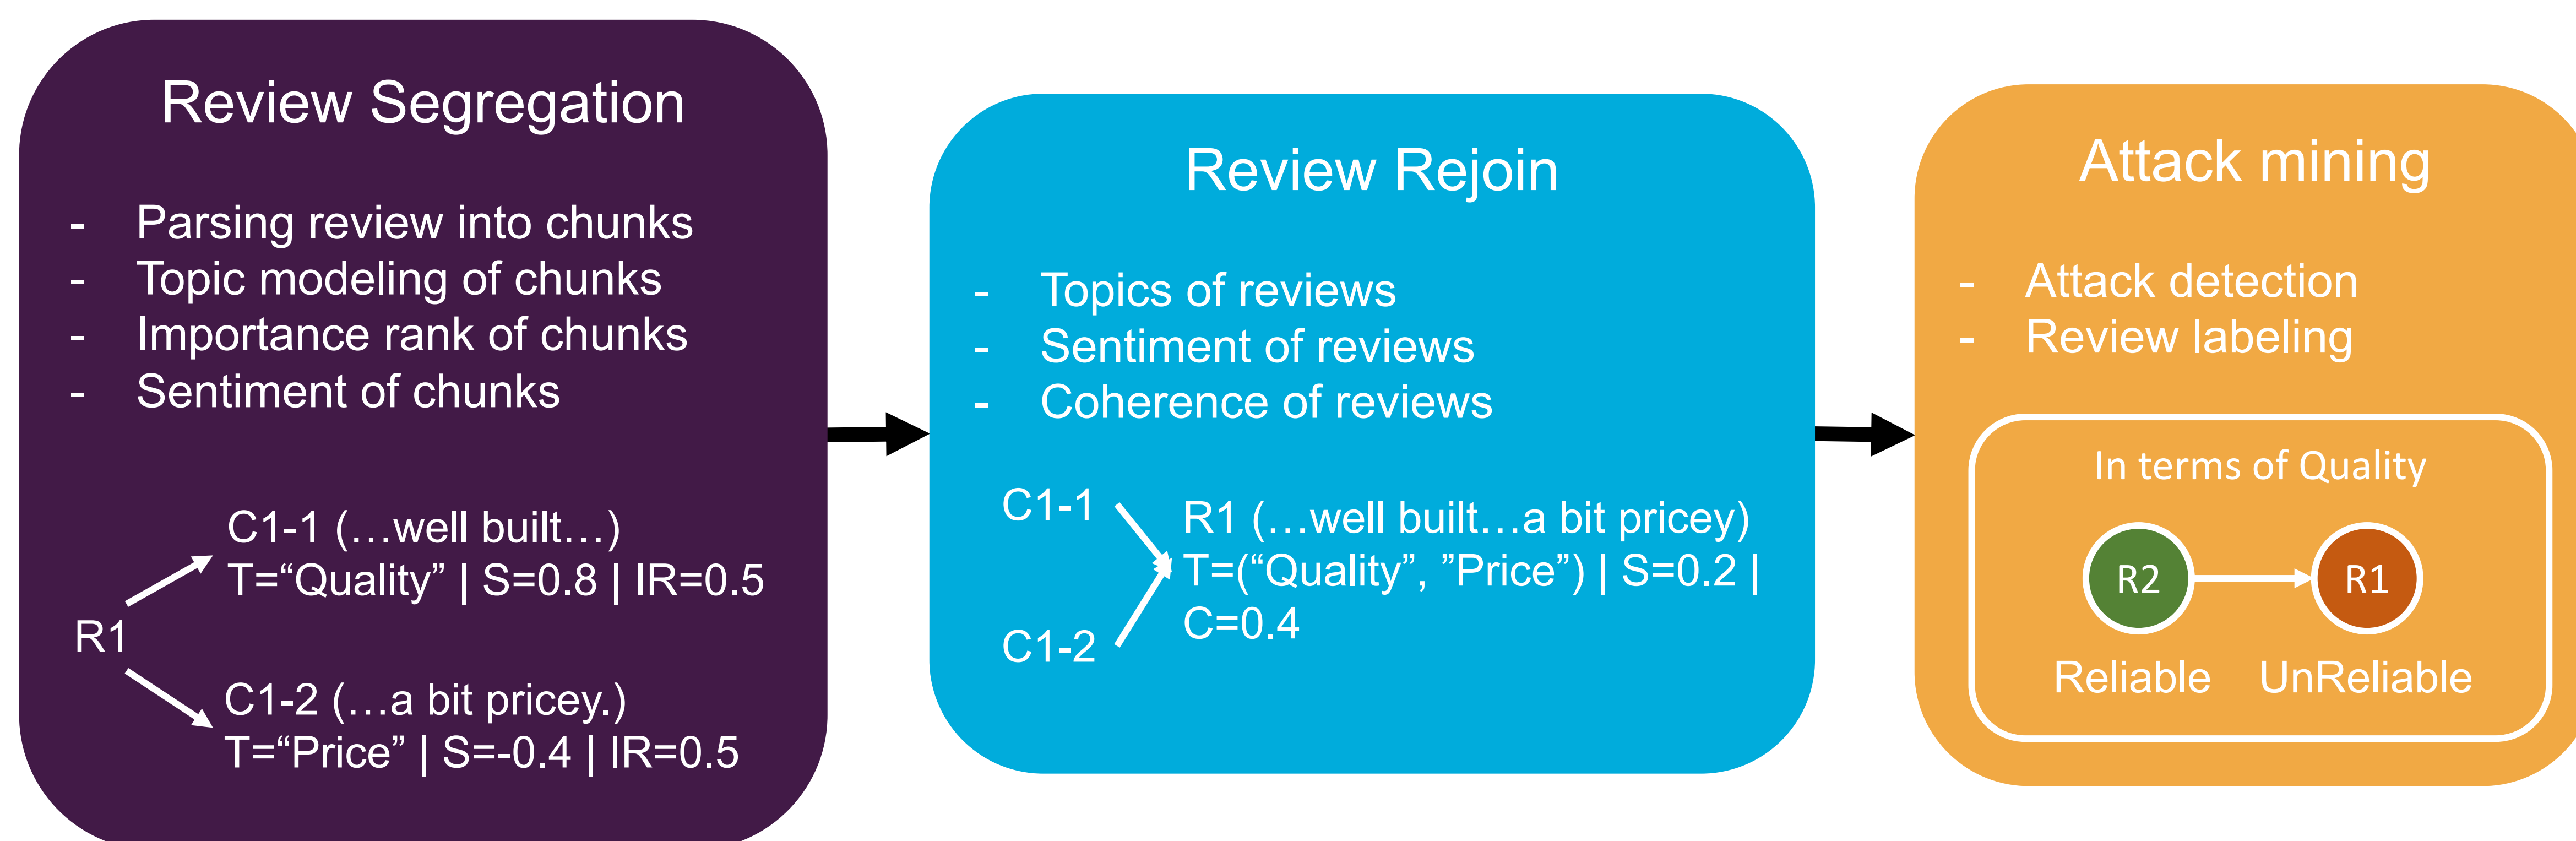 Review Segregation
- Parsing review into chunks
- Topic modeling of chunks
- Importance rank of chunks
- Sentiment of chunks
C1-1 (…well built…)
T=“Quality” | S=0.8 | IR=0.5
R1
C1-2 (…a bit pricey.)
T=“Price” | S=-0.4 | IR=0.5
Review Rejoin
- Topics of reviews
- Sentiment of reviews
- Coherence of reviews
C1-1
R1 (…well built…a bit pricey)
T=(“Quality”, ”Price”) | S=0.2 |
C=0.4
C1-2
Attack mining
- Attack detection
- Review labeling
In terms of Quality
R2
R1
Reliable
UnReliable